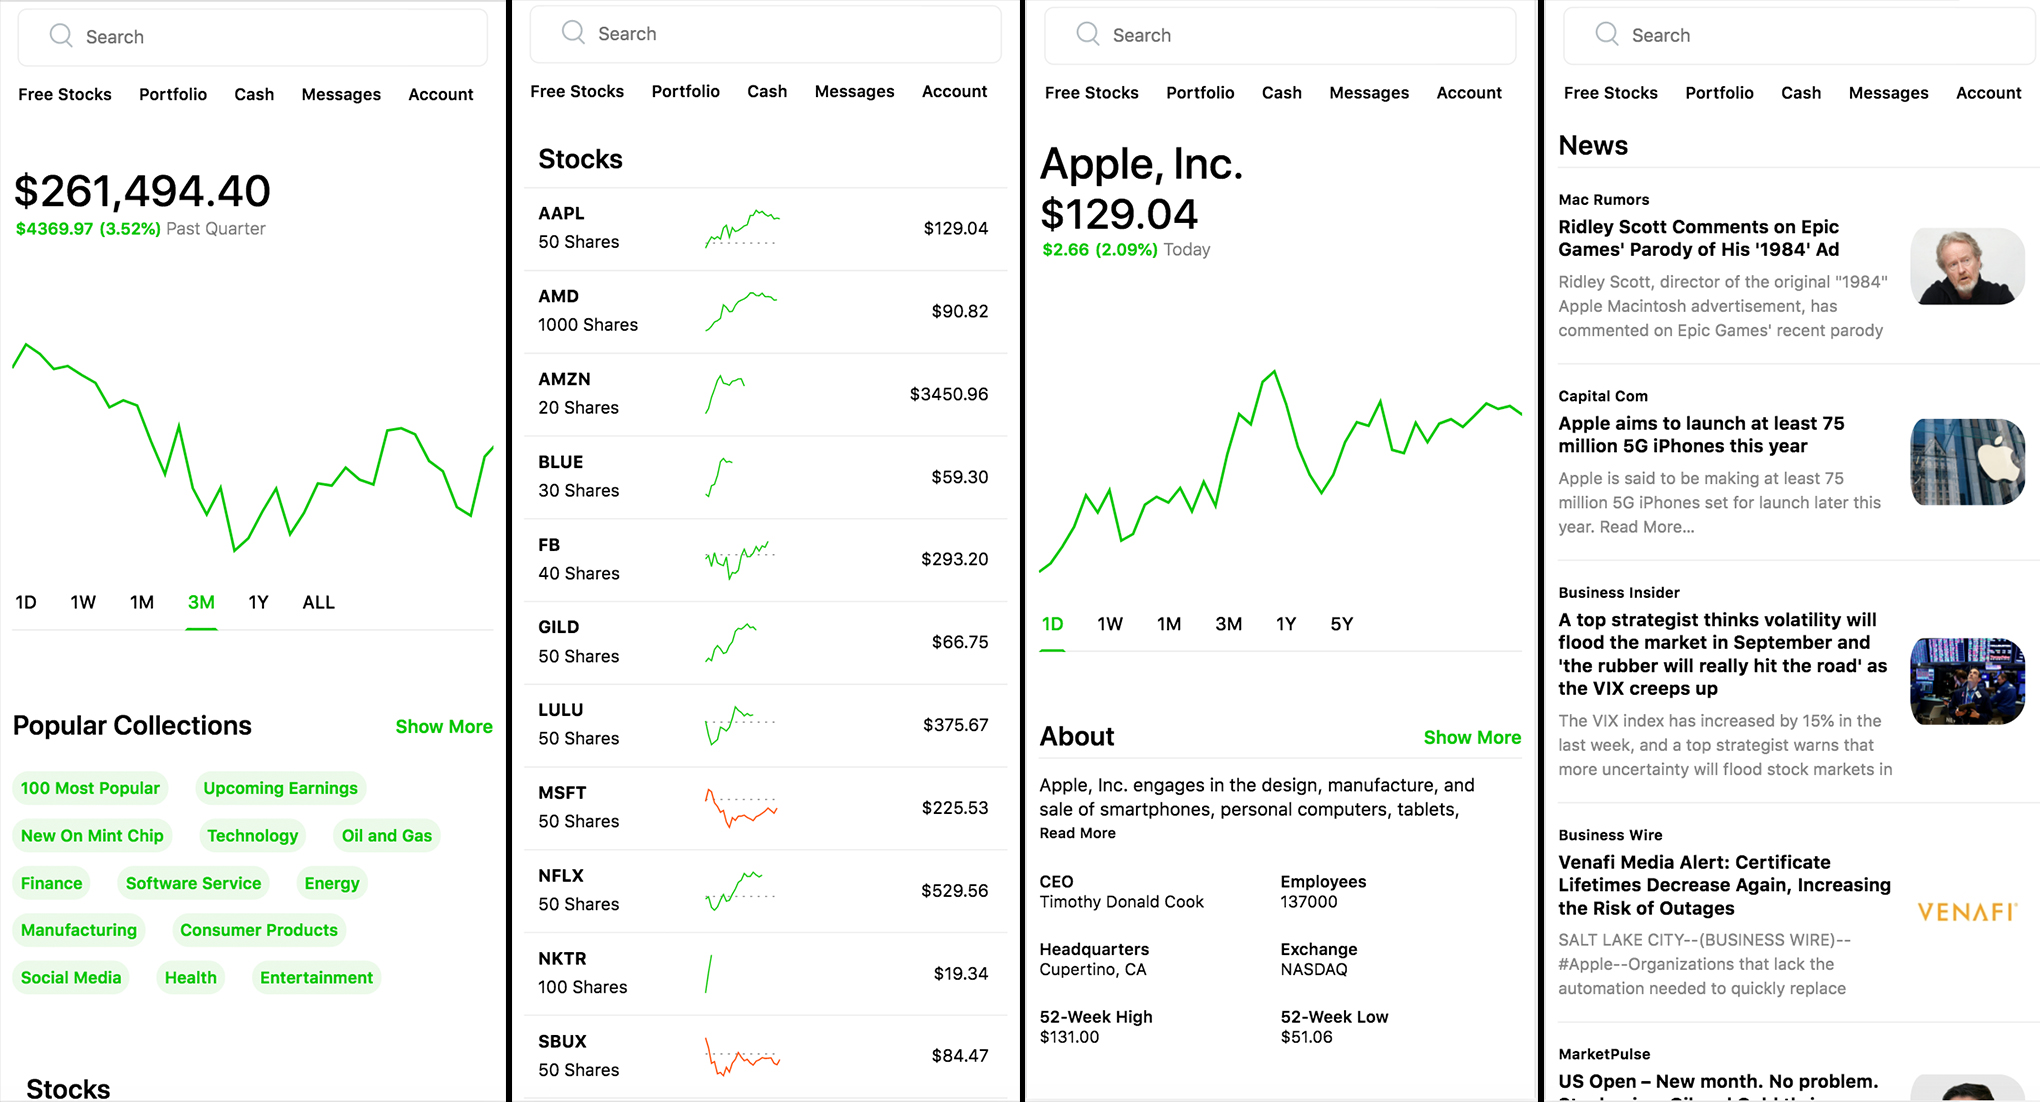 Search
Free Stocks Portfolio Cash Messages Account
$261,494.40
$4369.97 (3.52%) Past Quarter
1D 1W 1M 3M 1Y ALL
Popular Collections Show More
100 Most Popular Upcoming Earnings
New On Mint Chip Technology Oil and Gas
Finance Software Service Energy
Manufacturing Consumer Products
Social Media Health Entertainment
Stocks
Search
Free Stocks Portfolio Cash Messages Account
Stocks
AAPL
50 Shares
$129.04
AMD
1000 Shares
$90.82
AMZN
20 Shares
$3450.96
BLUE
30 Shares
$59.30
FB
40 Shares
$293.20
GILD
50 Shares
$66.75
LULU
50 Shares
$375.67
MSFT
50 Shares
$225.53
NFLX
50 Shares
$529.56
NKTR
100 Shares
$19.34
SBUX
50 Shares
$84.47
Search
Free Stocks Portfolio Cash Messages Account
Apple, Inc.
$129.04
$2.66 (2.09%) Today
1D 1W 1M 3M 1Y 5Y
About Show More
Apple, Inc. engages in the design, manufacture, and
sale of smartphones, personal computers, tablets,
Read More
CEO Employees
Timothy Donald Cook 137000
Headquarters Exchange
Cupertino, CA NASDAQ
52-Week High 52-Week Low
$131.00 $51.06
Search
Free Stocks Portfolio Cash Messages Account
News
Mac Rumors
Ridley Scott Comments on Epic
Games' Parody of His '1984' Ad
Ridley Scott, director of the original "1984"
Apple Macintosh advertisement, has
commented on Epic Games' recent parody
Capital Com
Apple aims to launch at least 75
million 5G iPhones this year
Apple is said to be making at least 75
million 5G iPhones set for launch later this
year. Read More...
Business Insider
A top strategist thinks volatility will
flood the market in September and
'the rubber will really hit the road' as
the VIX creeps up
The VIX index has increased by 15% in the
last week, and a top strategist warns that
more uncertainty will flood stock markets in
Business Wire
Venafi Media Alert: Certificate
Lifetimes Decrease Again, Increasing
the Risk of Outages
VENAFI
SALT LAKE CITY--(BUSINESS WIRE)--
#Apple--Organizations that lack the
automation needed to quickly replace
MarketPulse
US Open – New month. No problem.